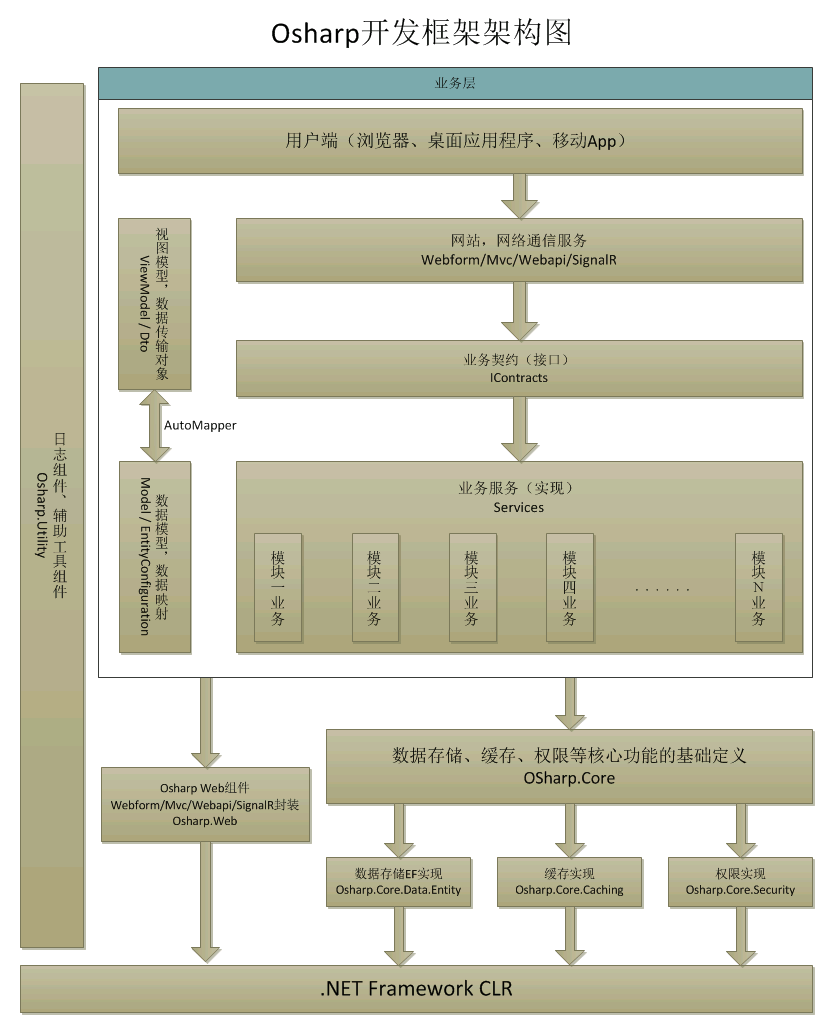 Osharp开发框架架构图
业务层
用户端（浏览器、桌面应用程序、移动App）
网站，网络通信服务
Webform/Mvc/Webapi/SignalR
视图模型，数据传输对象
ViewModel / Dto
业务契约（接口）
IContracts
AutoMapper
数据模型，数据映射
Model / EntityConfiguration
业务服务（实现）
Services
模块一业务
模块二业务
模块三业务
模块四业务
......
模块N业务
日志组件、辅助工具组件
Osharp.Utility
数据存储、缓存、权限等核心功能的基础定义
OSharp.Core
Osharp Web组件
Webform/Mvc/Webapi/SignalR封装
Osharp.Web
数据存储EF实现
Osharp.Core.Data.Entity
缓存实现
Osharp.Core.Caching
权限实现
Osharp.Core.Security
.NET Framework CLR